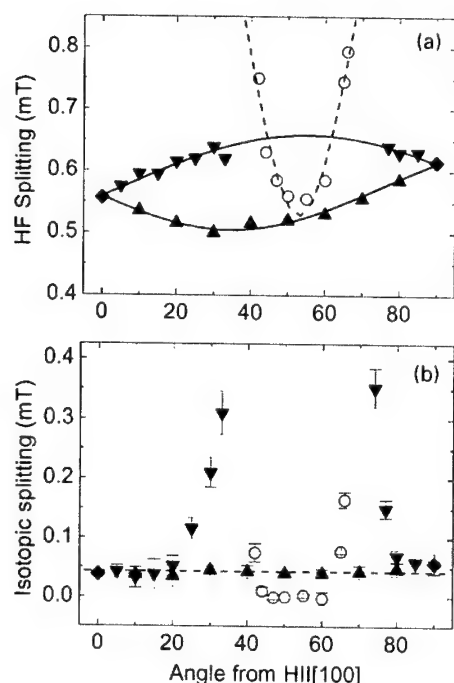 (a)
HF Splitting (mT)
0.8
0.7
0.6
0.5
0.4
0 20 40 60 80
(b)
Isotopic splitting (mT)
0.4
0.3
0.2
0.1
0.0
0 20 40 60 80
Angle from HII[100]